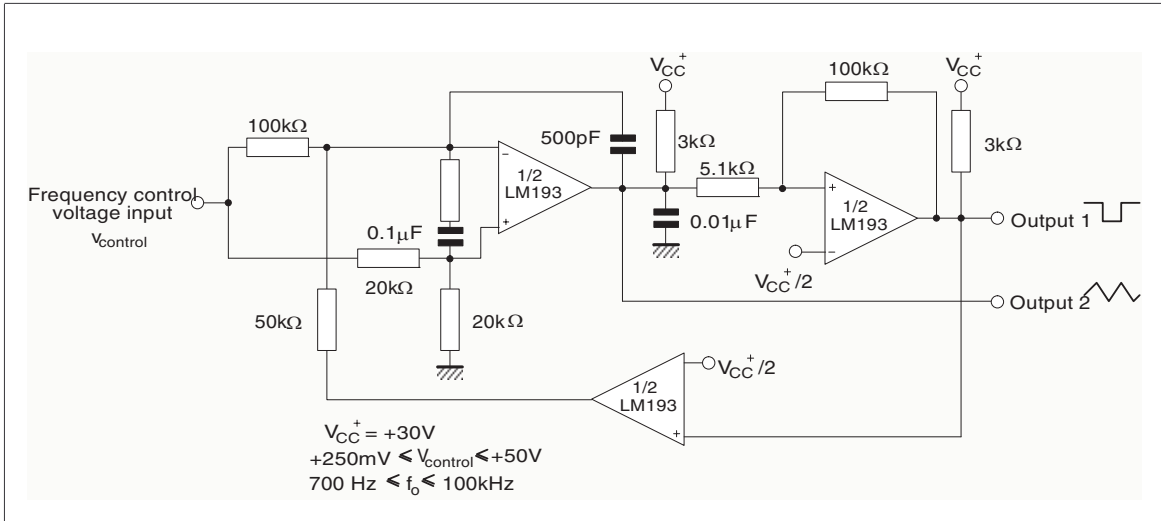 V_CC^+
V_CC^+
100kΩ
100kΩ
500pF
3kΩ
3kΩ
5.1kΩ
−
1/2
LM193
+
Frequency control
voltage input
V_control
0.1µF
0.01µF
+
1/2
LM193
−
Output 1
V_CC^+/2
20kΩ
20kΩ
50kΩ
Output 2
V_CC^+/2
1/2
LM193
+
V_CC^+ = +30V
+250mV ⩽ V_control ⩽ +50V
700 Hz ⩽ f_o ⩽ 100kHz